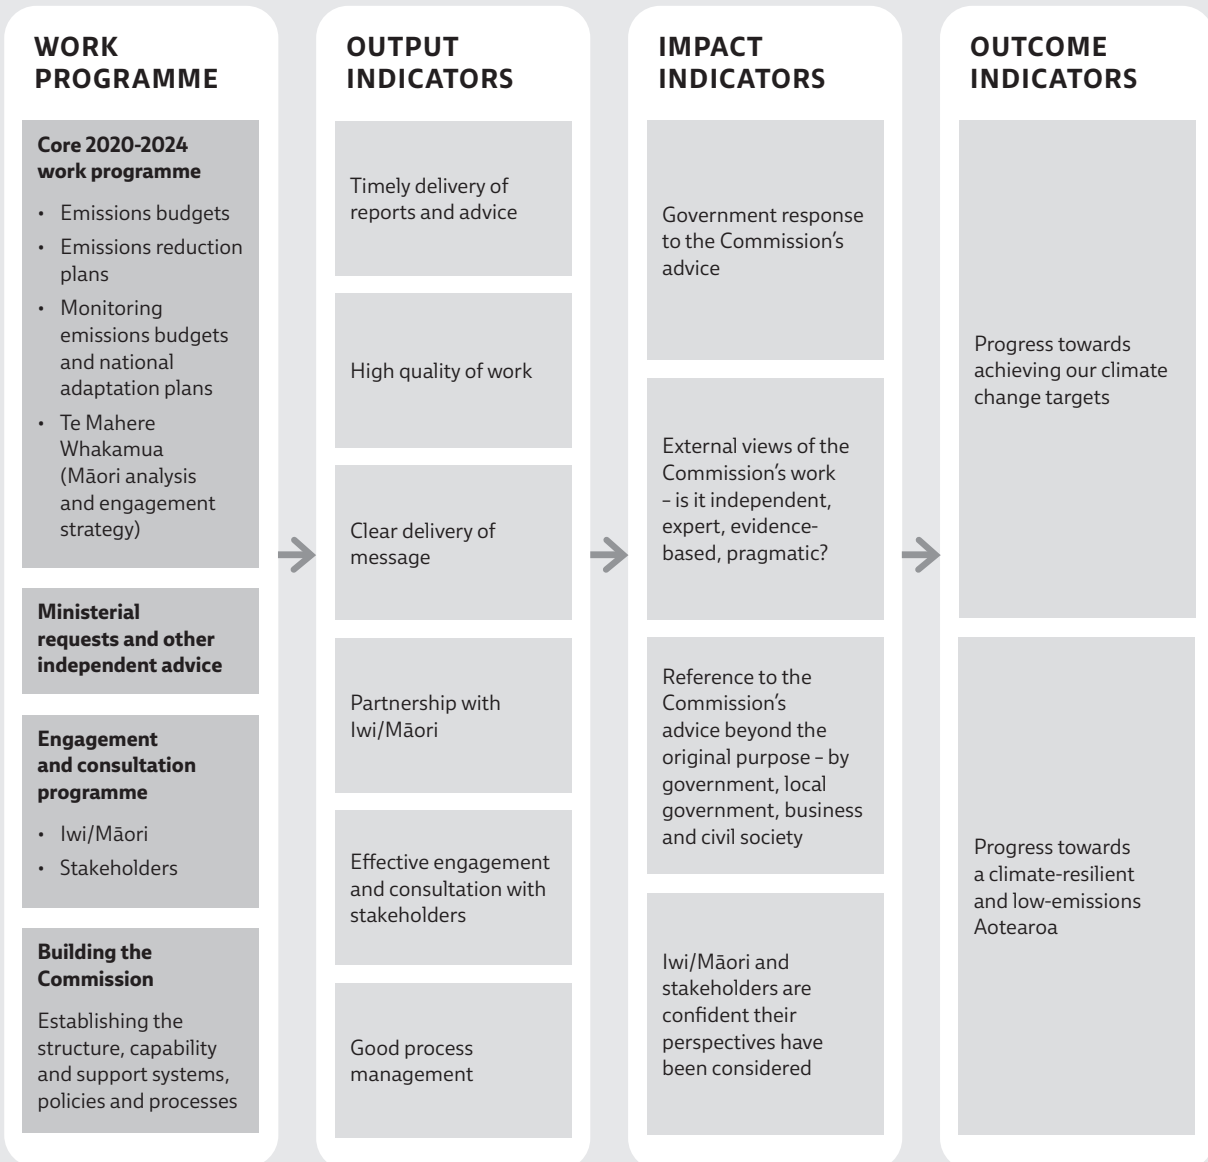 WORK
PROGRAMME
Core 2020-2024
work programme
• Emissions budgets
• Emissions reduction
plans
• Monitoring
emissions budgets
and national
adaptation plans
• Te Mahere
Whakamua
(Māori analysis
and engagement
strategy)
Ministerial
requests and other
independent advice
Engagement
and consultation
programme
• Iwi/Māori
• Stakeholders
Building the
Commission
Establishing the
structure, capability
and support systems,
policies and processes
OUTPUT
INDICATORS
Timely delivery of
reports and advice
High quality of work
Clear delivery of
message
Partnership with
Iwi/Māori
Effective engagement
and consultation with
stakeholders
Good process
management
IMPACT
INDICATORS
Government response
to the Commission's
advice
External views of the
Commission's work
– is it independent,
expert, evidence-
based, pragmatic?
Reference to the
Commission's
advice beyond the
original purpose – by
government, local
government, business
and civil society
Iwi/Māori and
stakeholders are
confident their
perspectives have
been considered
OUTCOME
INDICATORS
Progress towards
achieving our climate
change targets
Progress towards
a climate-resilient
and low-emissions
Aotearoa